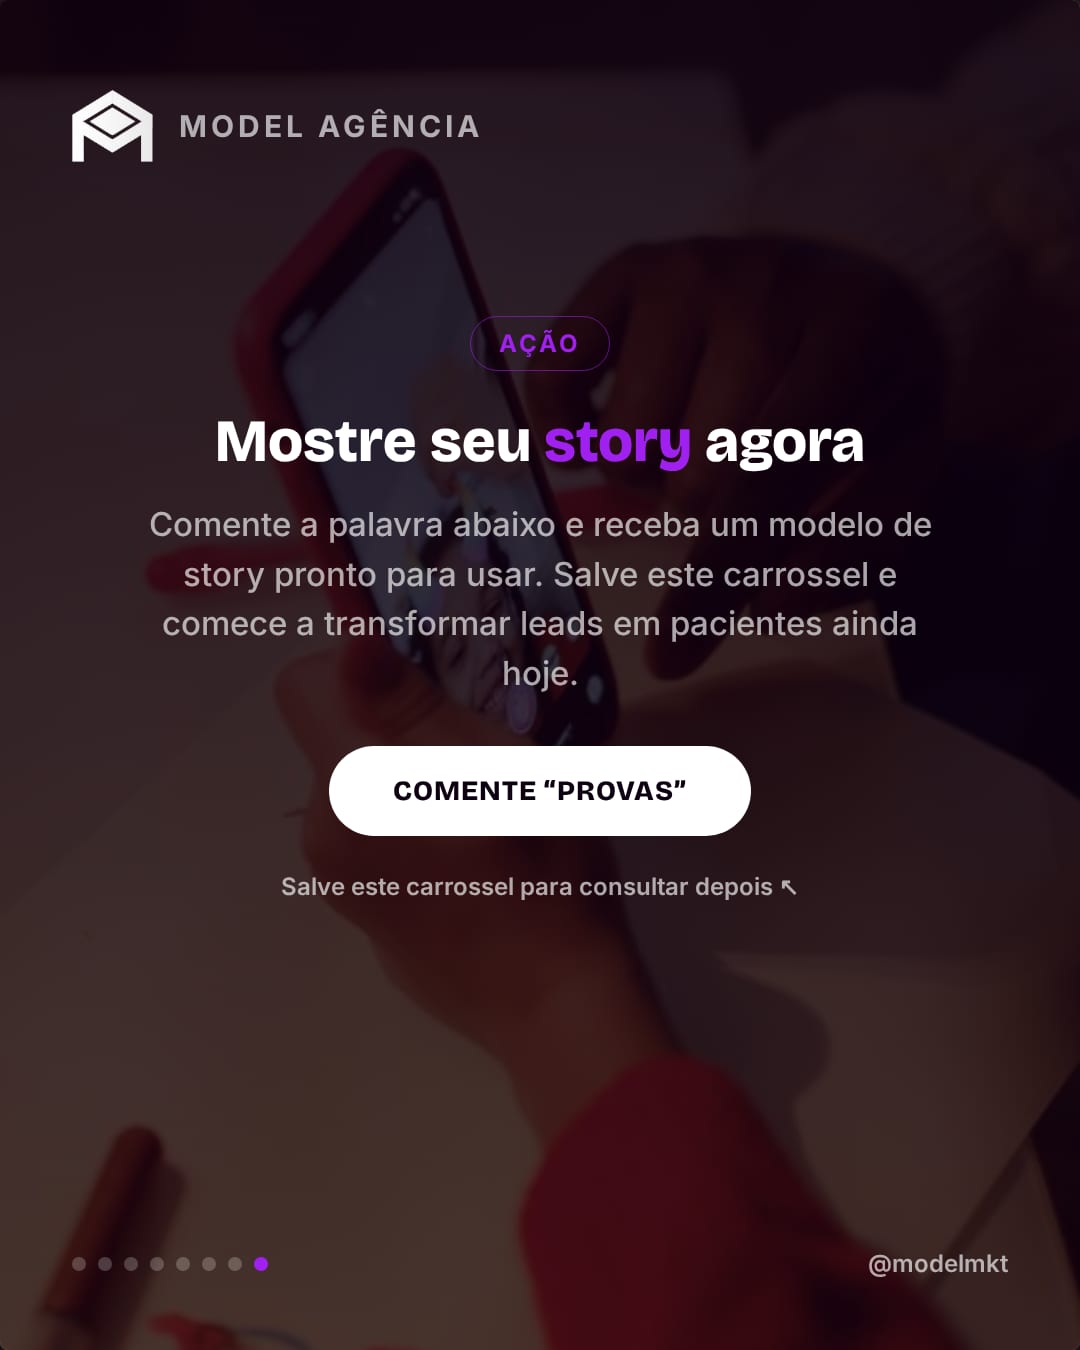 MODEL AGÊNCIA
AÇÃO
Mostre seu story agora
Comente a palavra abaixo e receba um modelo de
story pronto para usar. Salve este carrossel e
comece a transformar leads em pacientes ainda
hoje.
COMENTE “PROVAS”
Salve este carrossel para consultar depois ↖
@modelmkt